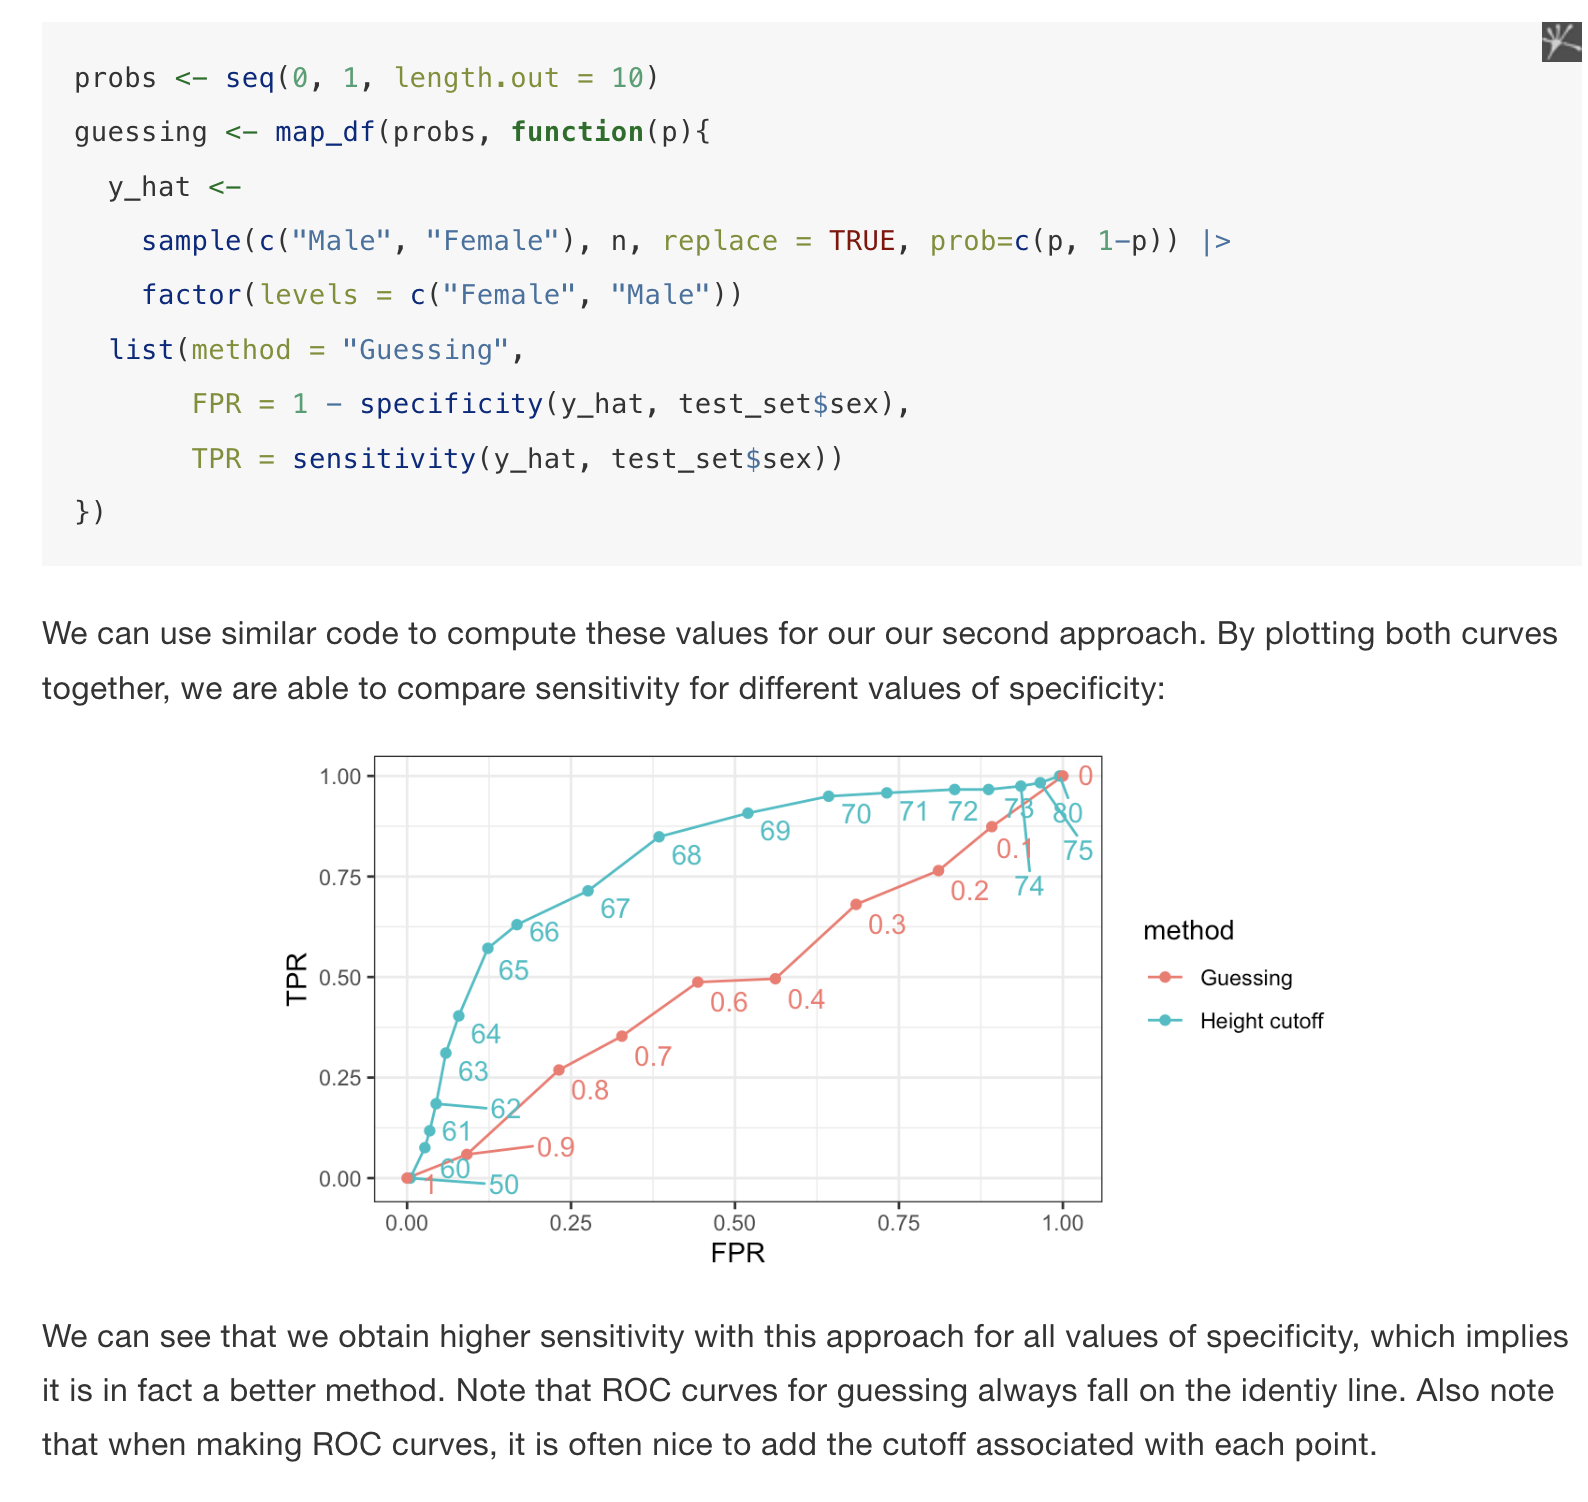 probs <- seq(0, 1, length.out = 10)
guessing <- map_df(probs, function(p){
  y_hat <-
    sample(c("Male", "Female"), n, replace = TRUE, prob=c(p, 1-p)) |>
    factor(levels = c("Female", "Male"))
  list(method = "Guessing",
       FPR = 1 - specificity(y_hat, test_set$sex),
       TPR = sensitivity(y_hat, test_set$sex))
})
We can use similar code to compute these values for our our second approach. By plotting both curves
together, we are able to compare sensitivity for different values of specificity:
1.00
0.75
0.50
0.25
0.00
TPR
0
80
73
72
71
70
69
75
0.1
68
74
0.2
67
0.3
66
65
0.6
0.4
64
0.7
63
0.8
62
61
0.9
60
1
50
0.00
0.25
0.50
0.75
1.00
FPR
method
Guessing
Height cutoff
We can see that we obtain higher sensitivity with this approach for all values of specificity, which implies
it is in fact a better method. Note that ROC curves for guessing always fall on the identiy line. Also note
that when making ROC curves, it is often nice to add the cutoff associated with each point.